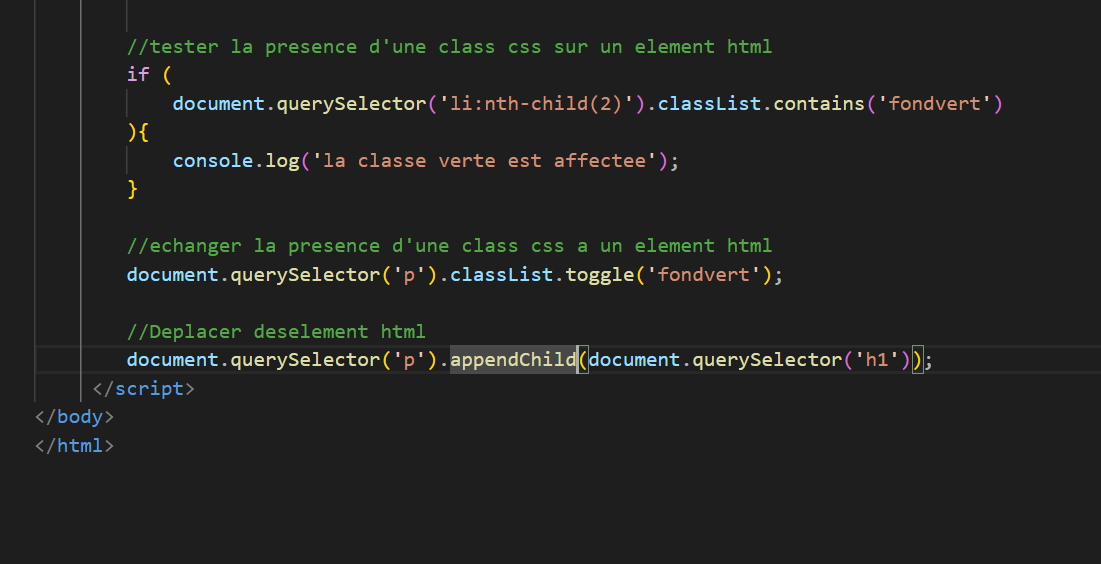 //tester la presence d'une class css sur un element html
if (
document.querySelector('li:nth-child(2)').classList.contains('fondvert')
){
console.log('la classe verte est affectee');
}
//echanger la presence d'une class css a un element html
document.querySelector('p').classList.toggle('fondvert');
//Deplacer deselement html
document.querySelector('p').appendChild(document.querySelector('h1'));
</script>
</body>
</html>